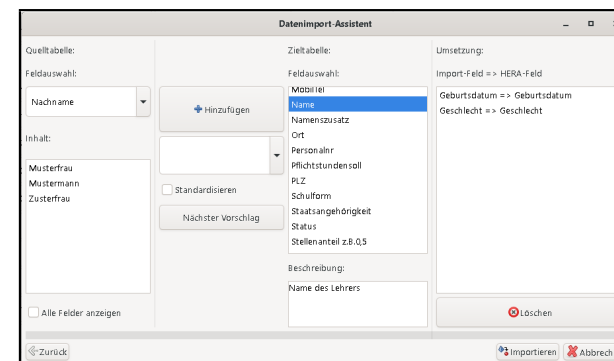 Datenimport-Assistent
Quelltabelle:
Feldauswahl:
Nachname
Inhalt:
Musterfrau
Mustermann
Zusterfrau
Alle Felder anzeigen
Hinzufügen
Standardisieren
Nächster Vorschlag
Zieltabelle:
Feldauswahl:
MobilTel
Name
Namenszusatz
Ort
Personalnr
Pflichtstundensoll
PLZ
Schulform
Staatsangehörigkeit
Status
Stellenanteil z.B.0,5
Beschreibung:
Name des Lehrers
Umsetzung:
Import-Feld => HERA-Feld
Geburtsdatum => Geburtsdatum
Geschlecht => Geschlecht
Löschen
Zurück
Importieren
Abbrech